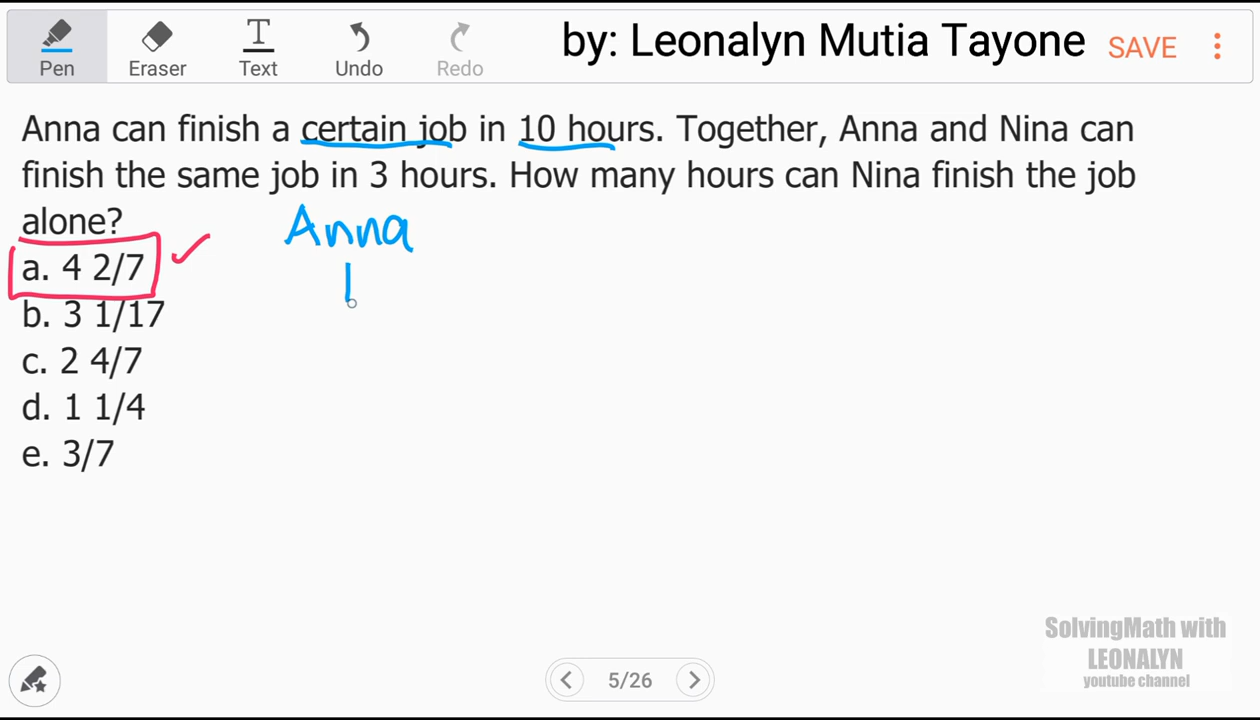 by: Leonalyn Mutia Tayone
SAVE
Pen
Eraser
Text
Undo
Redo
Anna can finish a certain job in 10 hours. Together, Anna and Nina can
finish the same job in 3 hours. How many hours can Nina finish the job
alone?
Anna
1
a. 4 2/7
b. 3 1/17
c. 2 4/7
d. 1 1/4
e. 3/7
SolvingMath with
LEONALYN
youtube channel
5/26